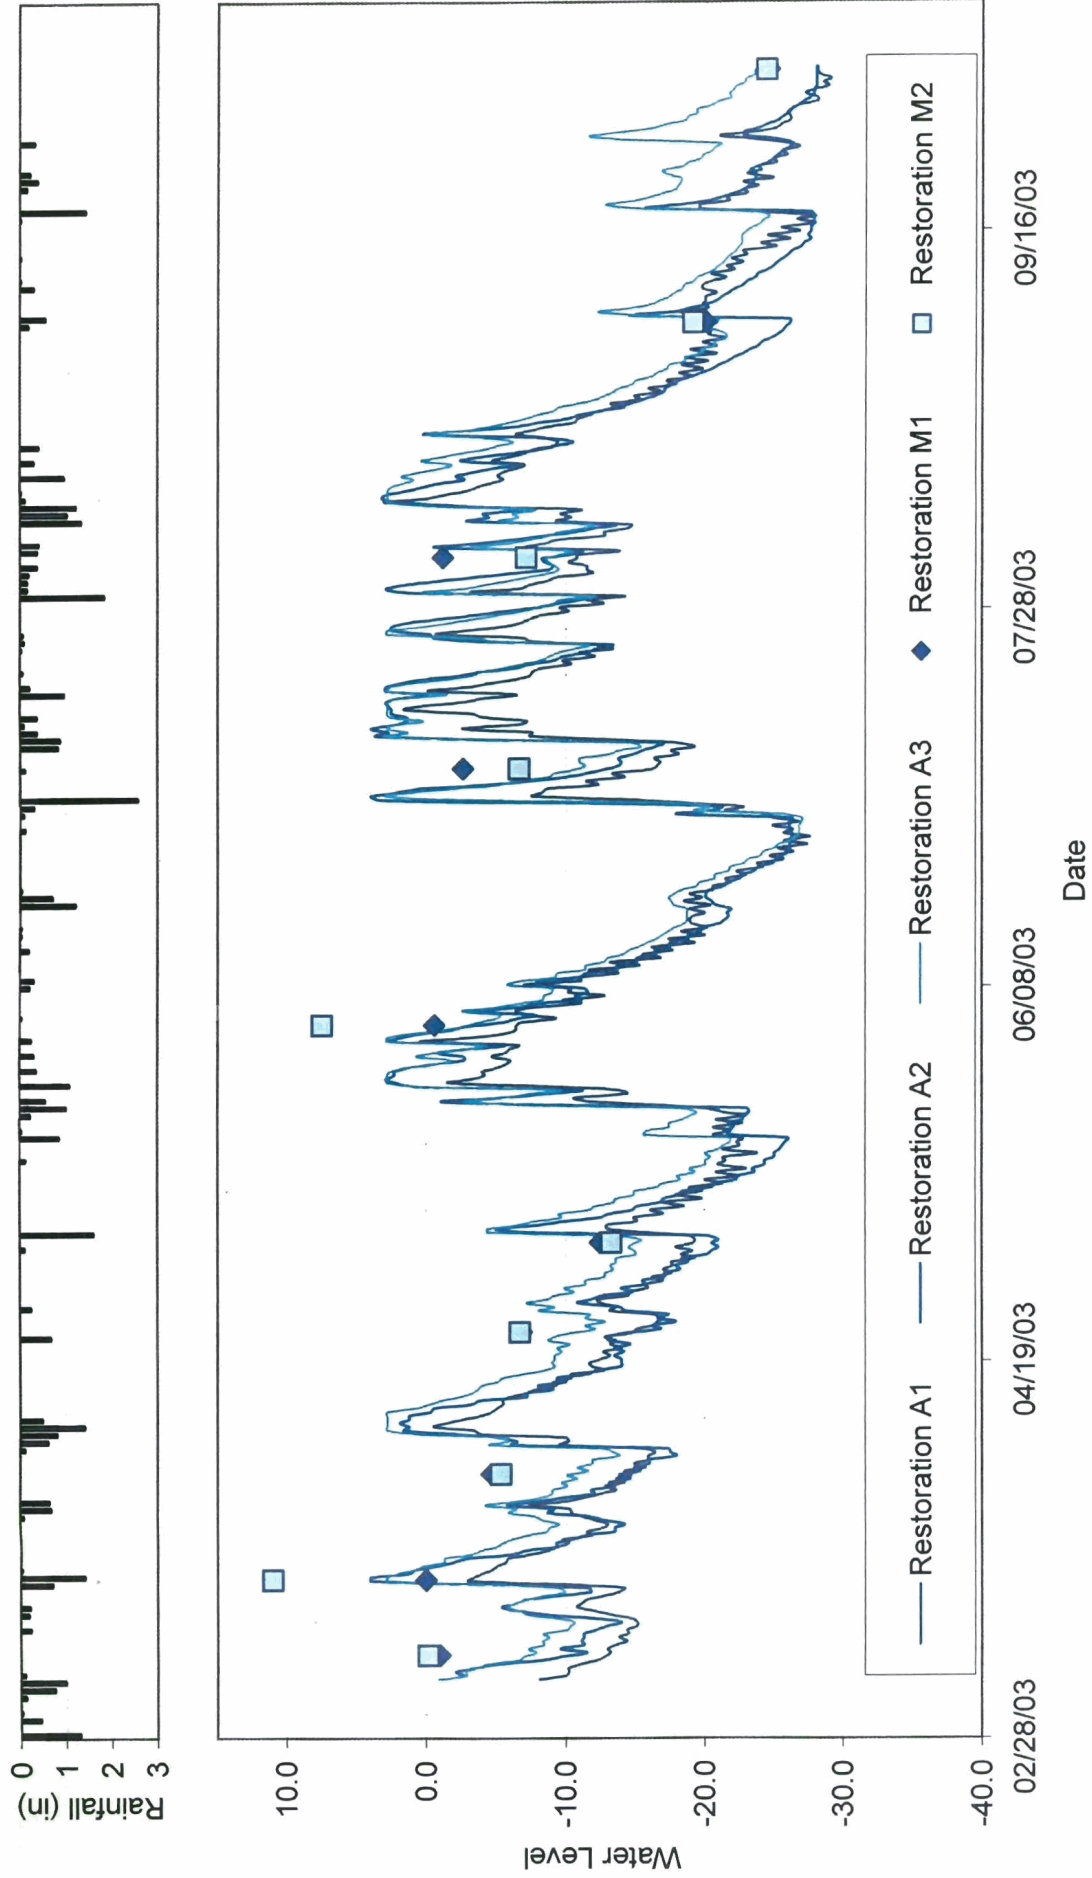 0
1
2
3
Rainfall (in)
10.0
0.0
-10.0
-20.0
-30.0
-40.0
Water Level
02/28/03
04/19/03
06/08/03
07/28/03
09/16/03
Date
Restoration A1
Restoration A2
Restoration A3
Restoration M1
Restoration M2